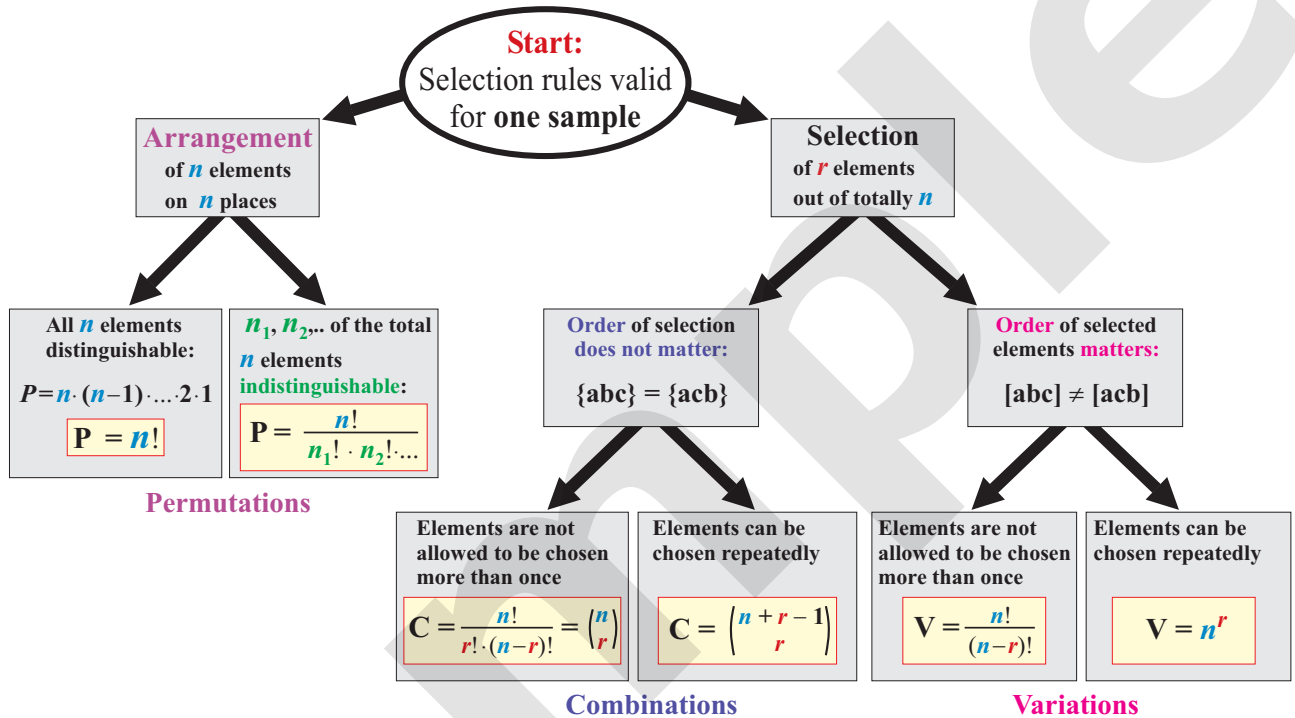 Start:
Selection rules valid
for one sample
Arrangement
of n elements
on n places
Selection
of r elements
out of totally n
All n elements
distinguishable:
P = n · (n−1) · ... · 2 · 1
P = n!
n₁, n₂,.. of the total
n elements
indistinguishable:
P = n! / (n₁! · n₂! · ...)
Permutations
Order of selection
does not matter:
{abc} = {acb}
Order of selected
elements matters:
[abc] ≠ [acb]
Elements are not
allowed to be chosen
more than once
C = n! / (r! · (n−r)!) = (n r)
Elements can be
chosen repeatedly
C = (n + r − 1 r)
Combinations
Elements are not
allowed to be chosen
more than once
V = n! / (n−r)!
Elements can be
chosen repeatedly
V = nʳ
Variations
mple